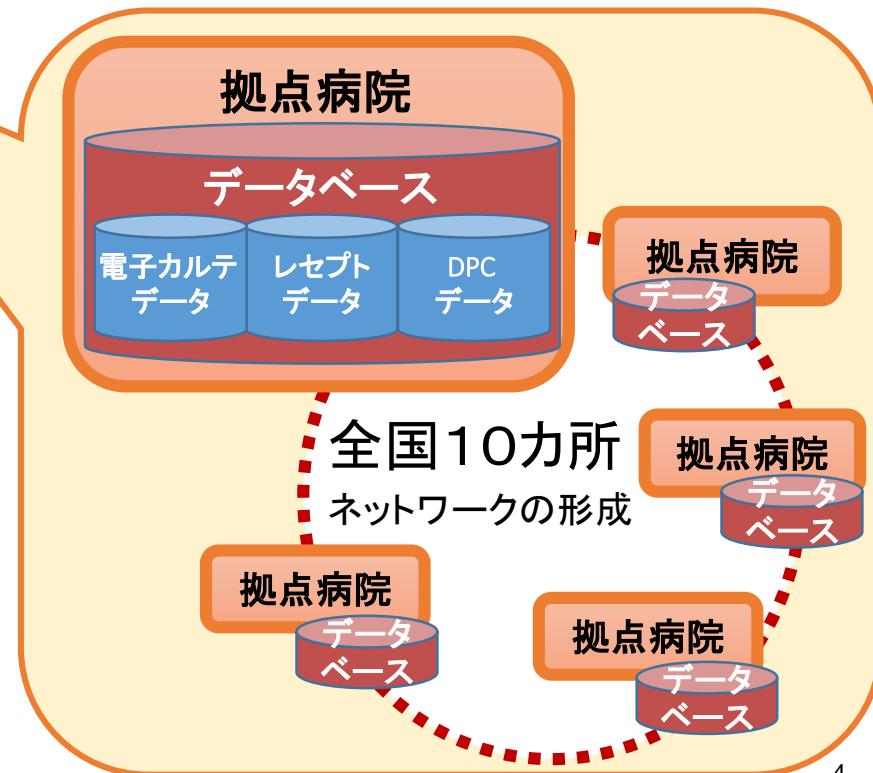 拠点病院
データベース
電子カルテ
データ
レセプト
データ
DPC
データ
拠点病院
データ
ベース
全国10カ所
ネットワークの形成
拠点病院
データ
ベース
拠点病院
データ
ベース
拠点病院
データ
ベース
4